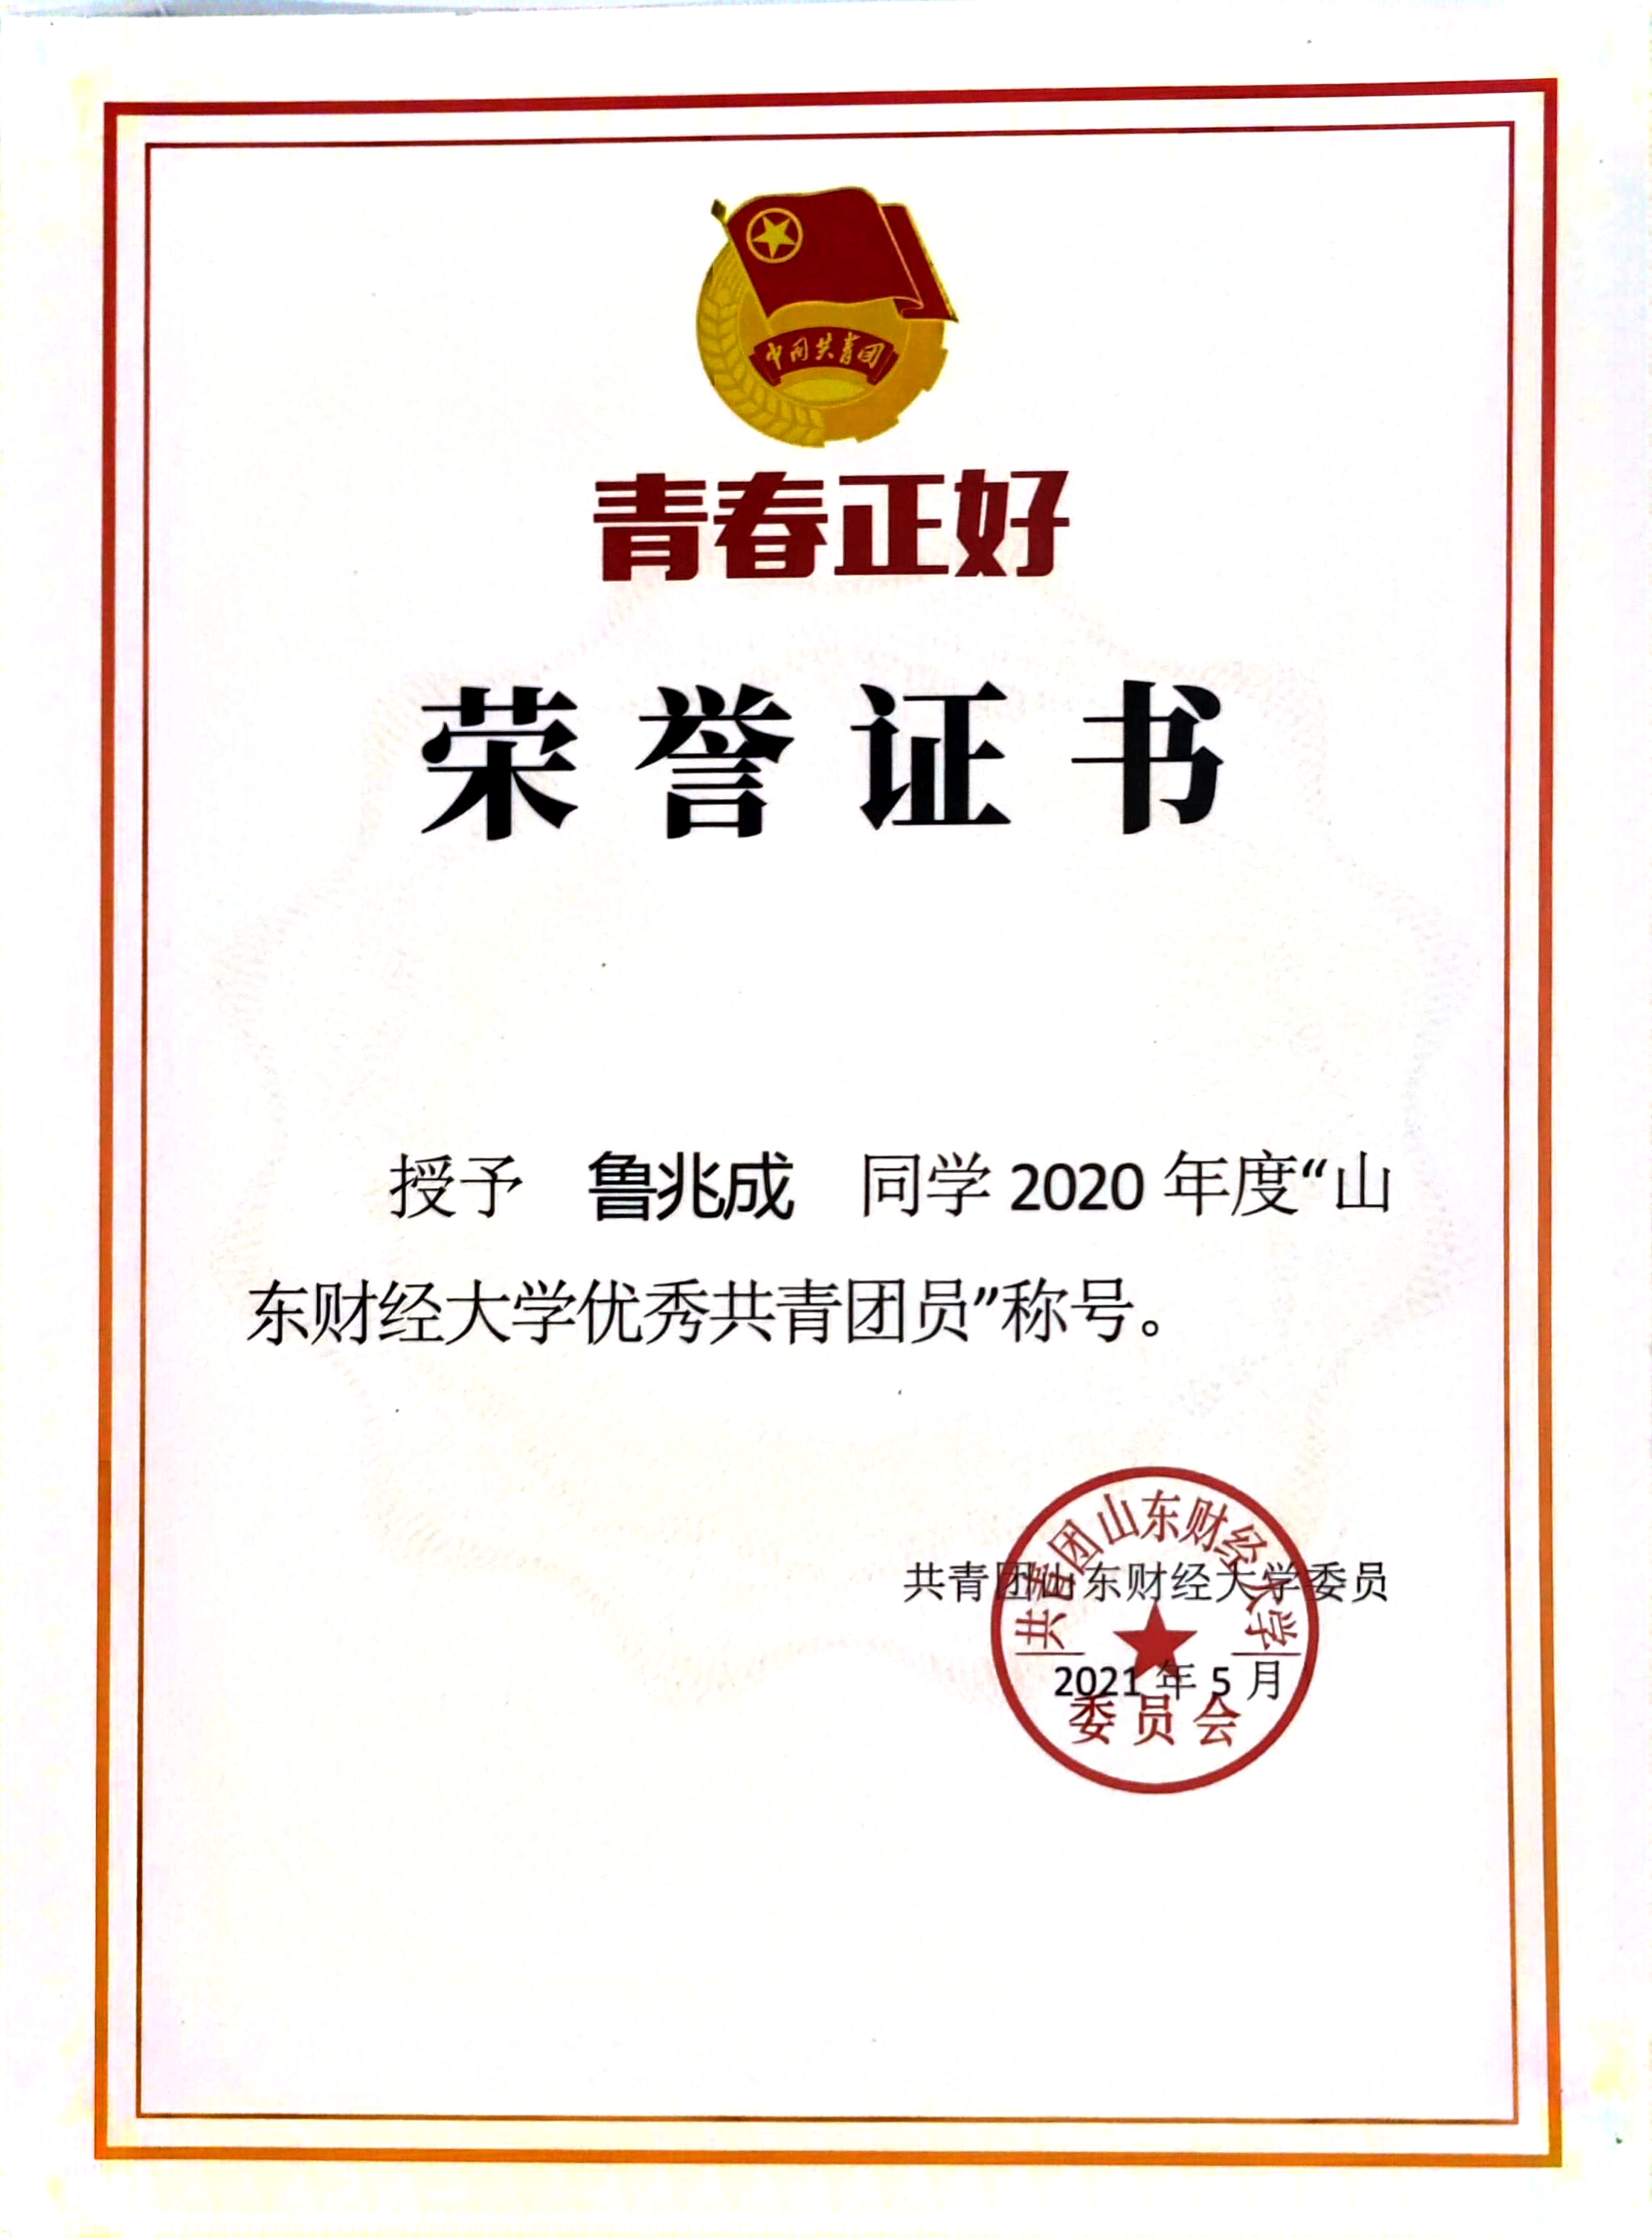 中国共青团
青春正好
荣誉证书
授予 鲁兆成 同学 2020 年度“山
东财经大学优秀共青团员”称号。
共青团山东财经大学委员
2021 年 5 月
共青团山东财经大学
委员会